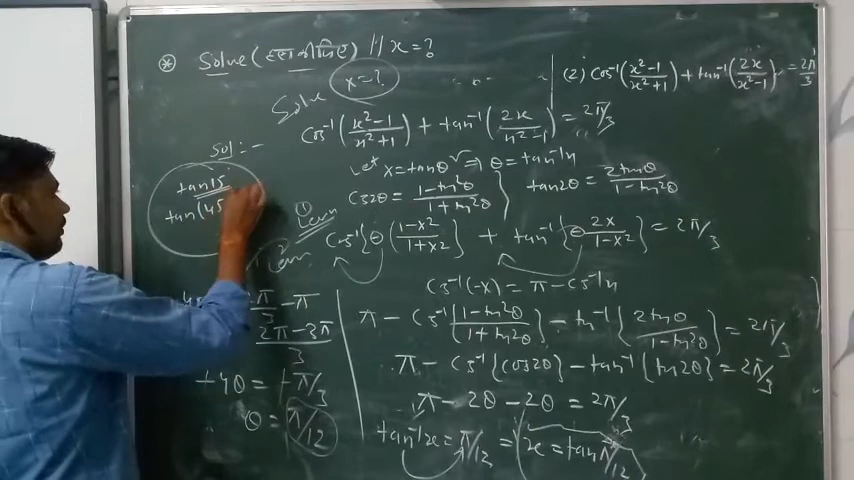 ⊛ Solve (हल कीजिए) // x = ?
(2) Cos⁻¹(x²-1/x²+1) + tan⁻¹(2x/x²-1) = 2π/3
Solve x = ?
Cos⁻¹(x²-1/x²+1) + tan⁻¹(2x/x²-1) = 2π/3
Sol:-
Let x = tanθ ⇒ θ = tan⁻¹x
tan15
tan(45
Cos2θ = 1-tan²θ/1+tan²θ } tan2θ = 2tanθ/1-tan²θ
① Learn
Cos⁻¹{⊖(1-x²/1+x²)} + tan⁻¹{⊖2x/1-x²} = 2π/3
Cos⁻¹(-x) = π - Cos⁻¹x
π - Cos⁻¹{1-tan²θ/1+tan²θ} - tan⁻¹{2tanθ/1-tan²θ} = 2π/3
π - Cos⁻¹{cos2θ} - tan⁻¹{tan2θ} = 2π/3
π - 2θ - 2θ = 2π/3
tan⁻¹x = π/12 = x = tan π/12
- π
2π-3π/3
+4θ = +π/3
θ = π/12